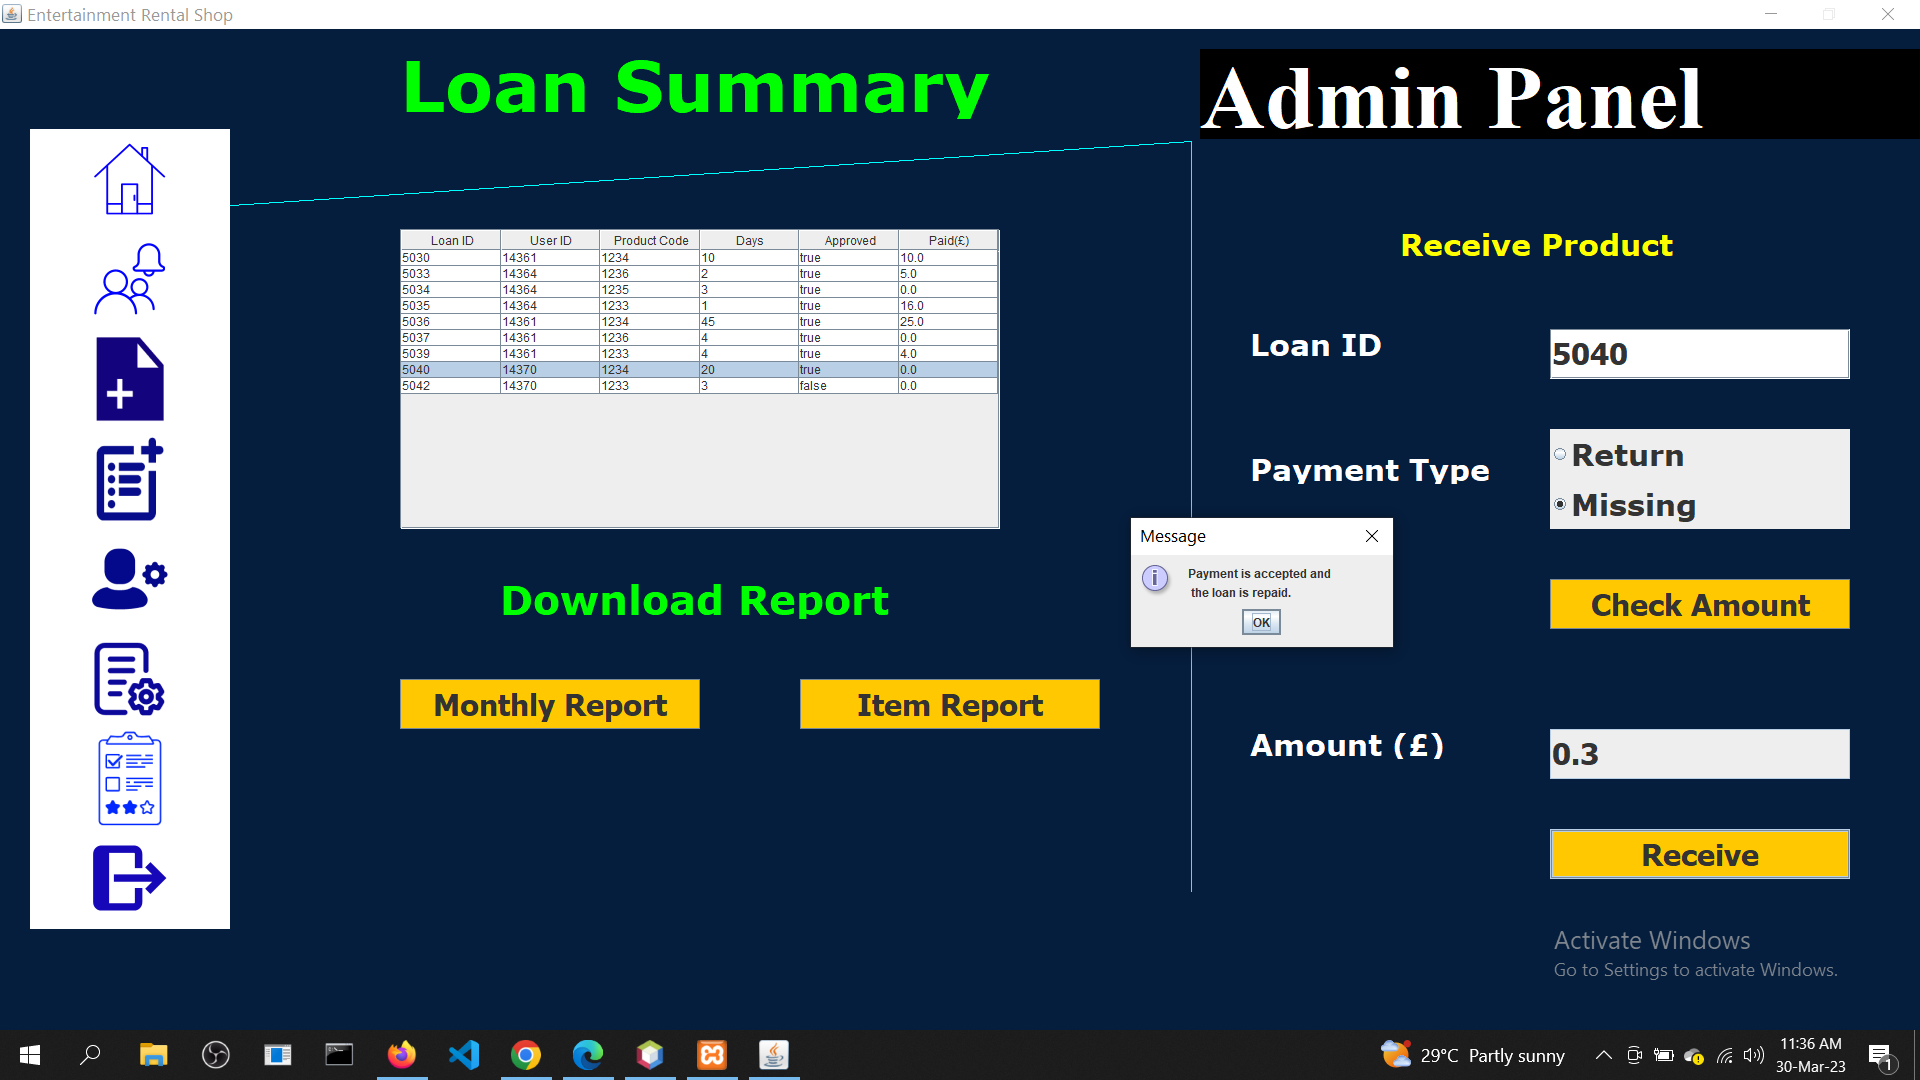 Entertainment Rental Shop
Loan Summary
Admin Panel
Loan ID User ID Product Code Days Approved Paid(£)
5030 14361 1234 10 true 10.0
5033 14364 1236 2 true 5.0
5034 14364 1235 3 true 0.0
5035 14364 1233 1 true 16.0
5036 14361 1234 45 true 25.0
5037 14361 1236 4 true 0.0
5039 14361 1233 4 true 4.0
5040 14370 1234 20 true 0.0
5042 14370 1233 3 false 0.0
Download Report
Monthly Report Item Report
Receive Product
Loan ID 5040
Payment Type Return
Missing
Message
Payment is accepted and
the loan is repaid.
OK
Check Amount
Amount (£) 0.3
Receive
Activate Windows
Go to Settings to activate Windows.
29°C Partly sunny
11:36 AM
30-Mar-23
1